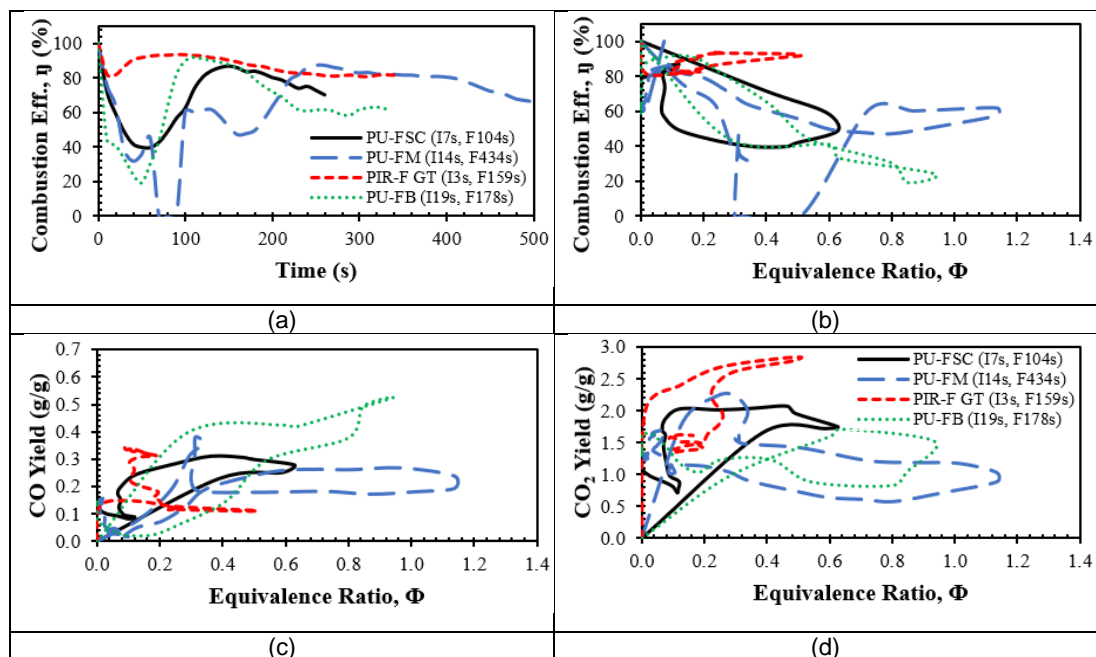 Combustion Eff., η (%)
100
80
60
40
20
0
PU-FSC (I7s, F104s)
PU-FM (I14s, F434s)
PIR-F GT (I3s, F159s)
PU-FB (I19s, F178s)
0 100 200 300 400 500
Time (s)
(a)
Combustion Eff., η (%)
100
80
60
40
20
0
0.0 0.2 0.4 0.6 0.8 1.0 1.2 1.4
Equivalence Ratio, Φ
(b)
CO Yield (g/g)
0.7
0.6
0.5
0.4
0.3
0.2
0.1
0.0
0.0 0.2 0.4 0.6 0.8 1.0 1.2 1.4
Equivalence Ratio, Φ
(c)
CO₂ Yield (g/g)
3.0
2.5
2.0
1.5
1.0
0.5
0.0
PU-FSC (I7s, F104s)
PU-FM (I14s, F434s)
PIR-F GT (I3s, F159s)
PU-FB (I19s, F178s)
0.0 0.2 0.4 0.6 0.8 1.0 1.2 1.4
Equivalence Ratio, Φ
(d)